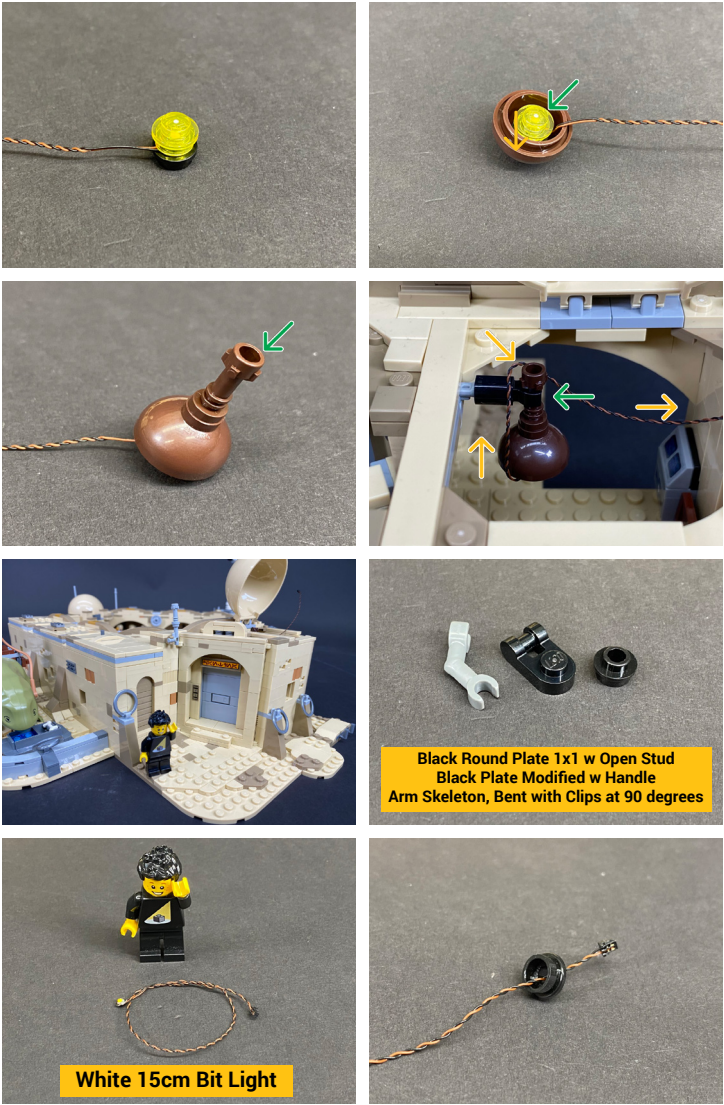 Black Round Plate 1x1 w Open Stud
Black Plate Modified w Handle
Arm Skeleton, Bent with Clips at 90 degrees
White 15cm Bit Light